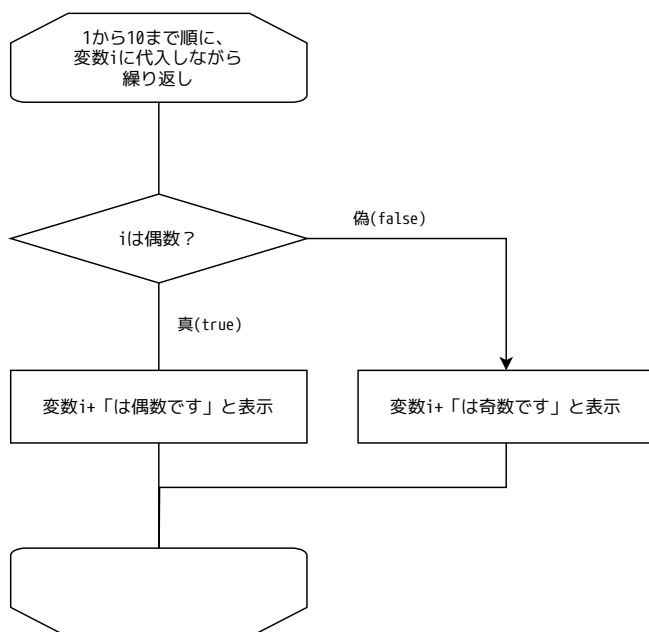 1から10まで順に、
変数iに代入しながら
繰り返し
iは偶数？
偽(false)
真(true)
変数i+「は偶数です」と表示
変数i+「は奇数です」と表示